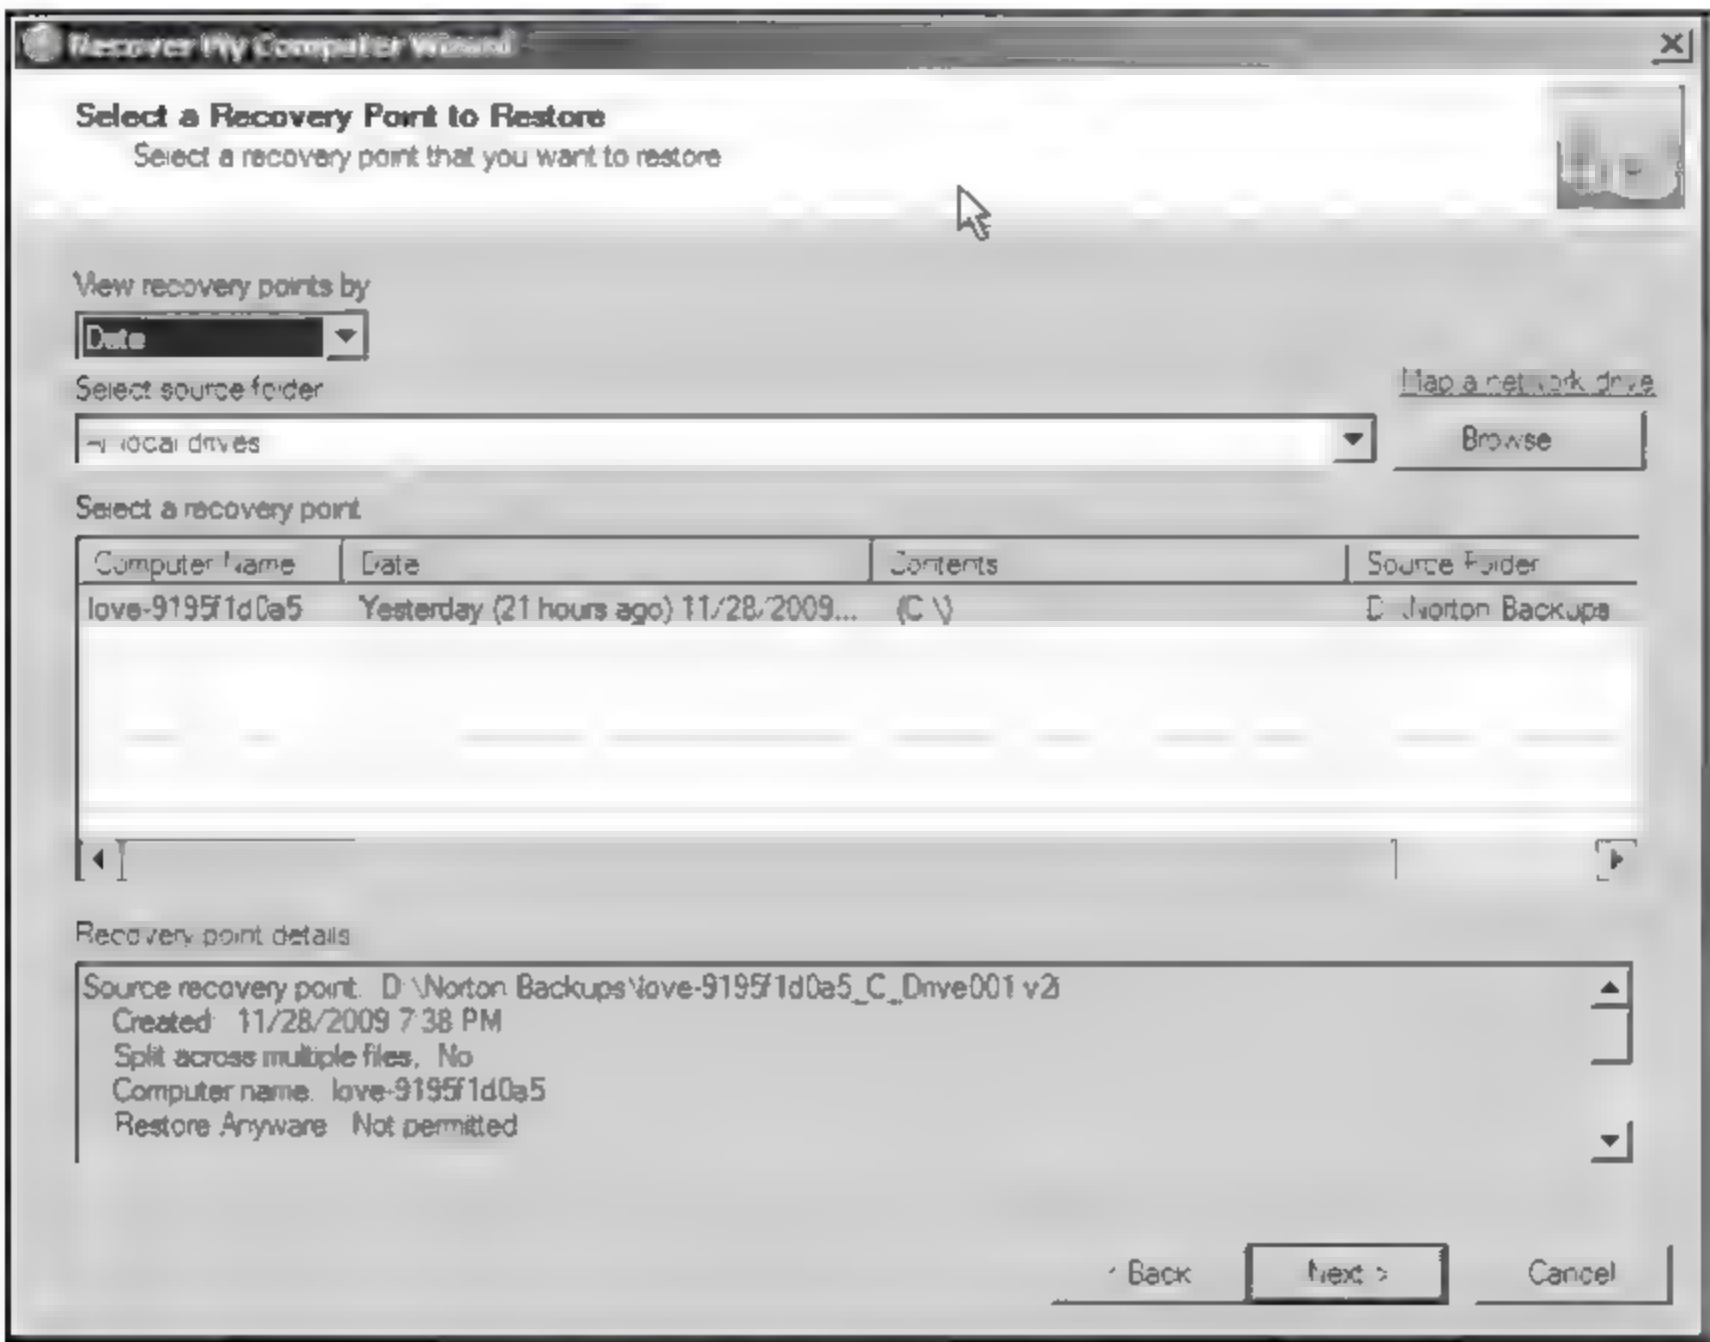 Recover My Computer Wizard
Select a Recovery Point to Restore
Select a recovery point that you want to restore
View recovery points by
Date
Select source folder
Map a network drive
All local drives
Browse
Select a recovery point
Computer Name Date Contents Source Folder
love-9195f1d0a5 Yesterday (21 hours ago) 11/28/2009... (C:\) D:\Norton Backups
Recovery point details
Source recovery point: D:\Norton Backups\love-9195f1d0a5_C_Drive001.v2i
Created: 11/28/2009 7:38 PM
Split across multiple files: No
Computer name: love-9195f1d0a5
Restore Anyware: Not permitted
< Back Next > Cancel